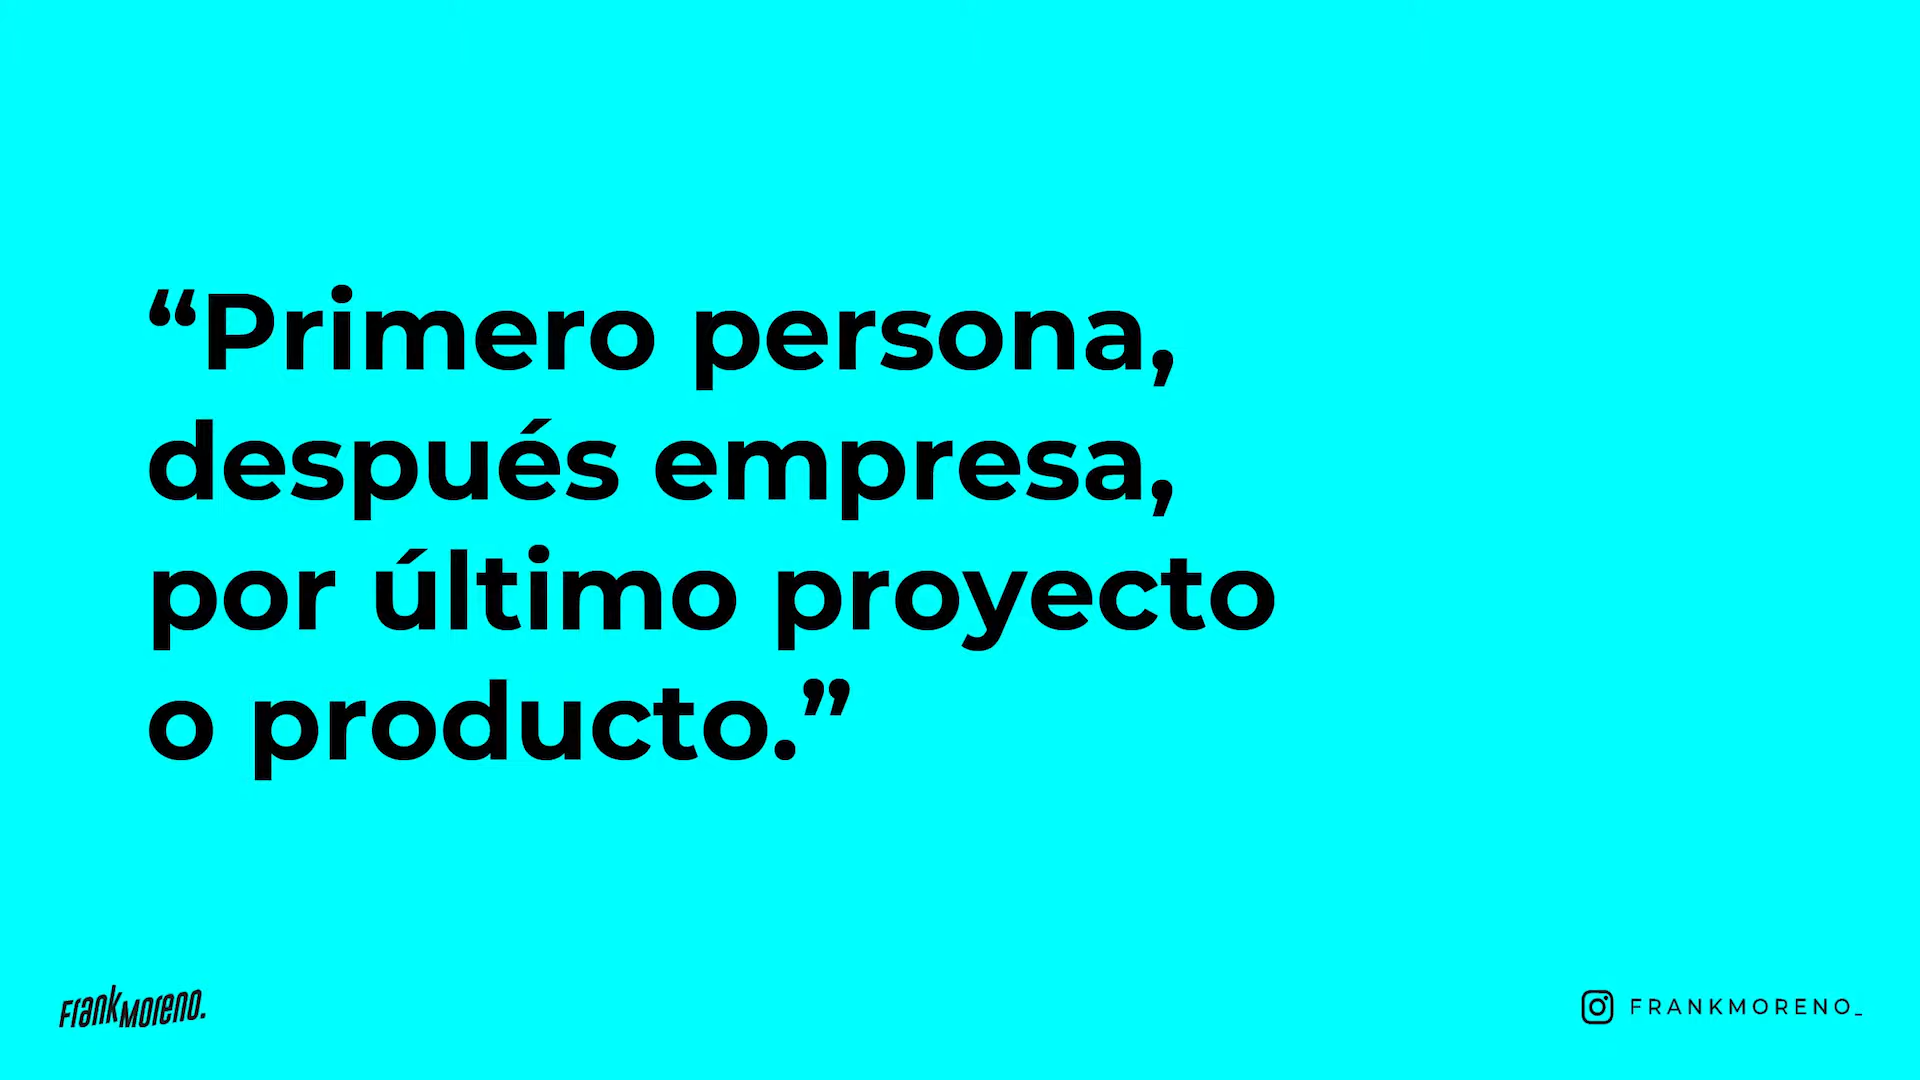 “Primero persona,
después empresa,
por último proyecto
o producto.”
FrankMoreno.
FRANKMORENO_